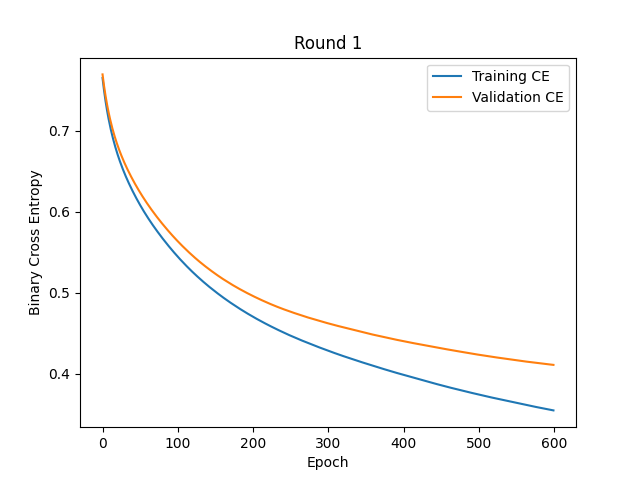 Round 1
Training CE
Validation CE
Binary Cross Entropy
0.7
0.6
0.5
0.4
0 100 200 300 400 500 600
Epoch